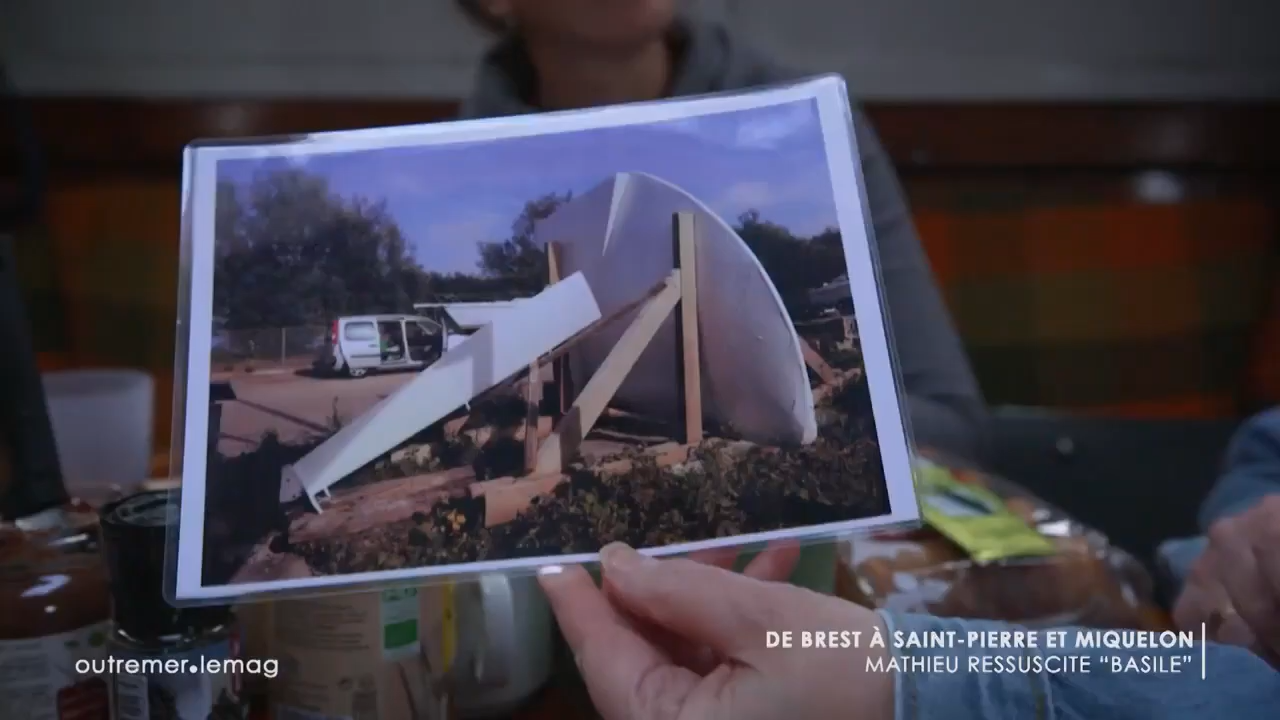 DE BREST À SAINT-PIERRE ET MIQUELON
MATHIEU RESSUSCITE “BASILE”
outremer.lemag